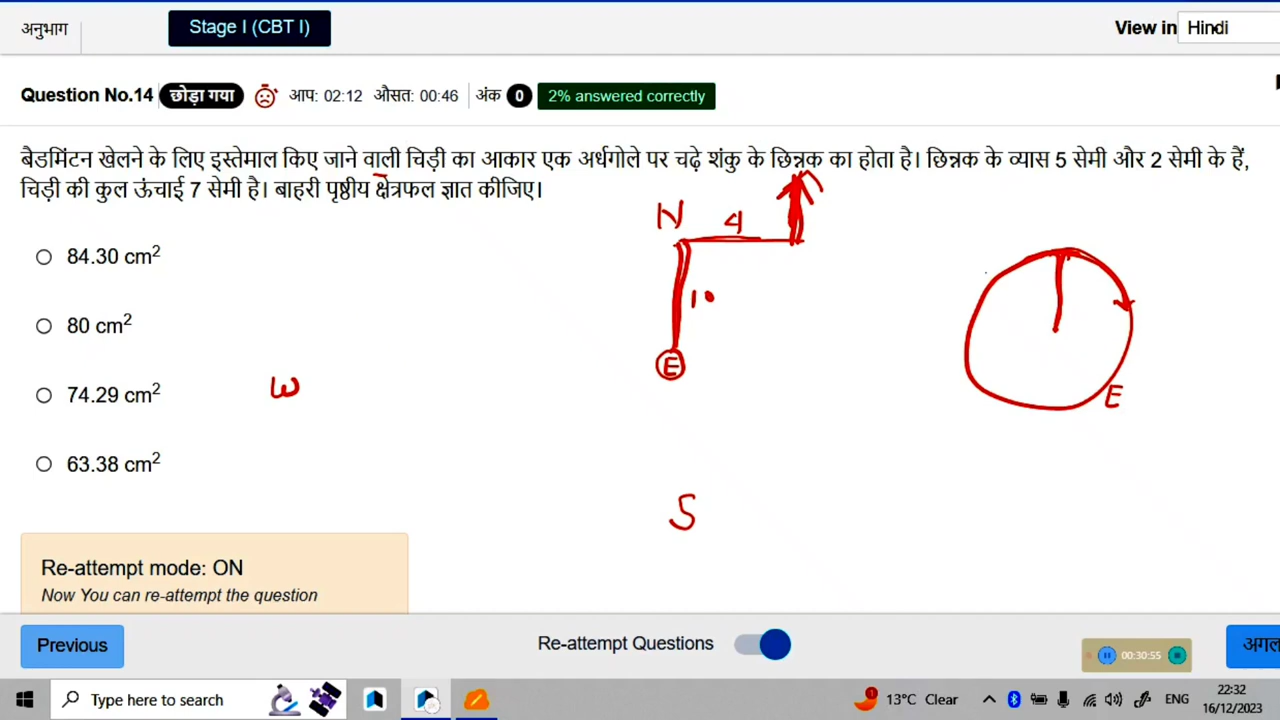 अनुभाग
Stage I (CBT I)
View in Hindi
Question No.14 छोड़ा गया आप: 02:12 औसत: 00:46 अंक 0 2% answered correctly
बैडमिंटन खेलने के लिए इस्तेमाल किए जाने वाली चिड़ी का आकार एक अर्धगोले पर चढ़े शंकु के छिन्नक का होता है। छिन्नक के व्यास 5 सेमी और 2 सेमी के हैं,
चिड़ी की कुल ऊंचाई 7 सेमी है। बाहरी पृष्ठीय क्षेत्रफल ज्ञात कीजिए।
N 4
84.30 cm²
10
80 cm²
E
W
74.29 cm²
E
63.38 cm²
S
Re-attempt mode: ON
Now You can re-attempt the question
Previous
Re-attempt Questions
00:30:55
अगल
Type here to search
1
13°C Clear
ENG
22:32
16/12/2023